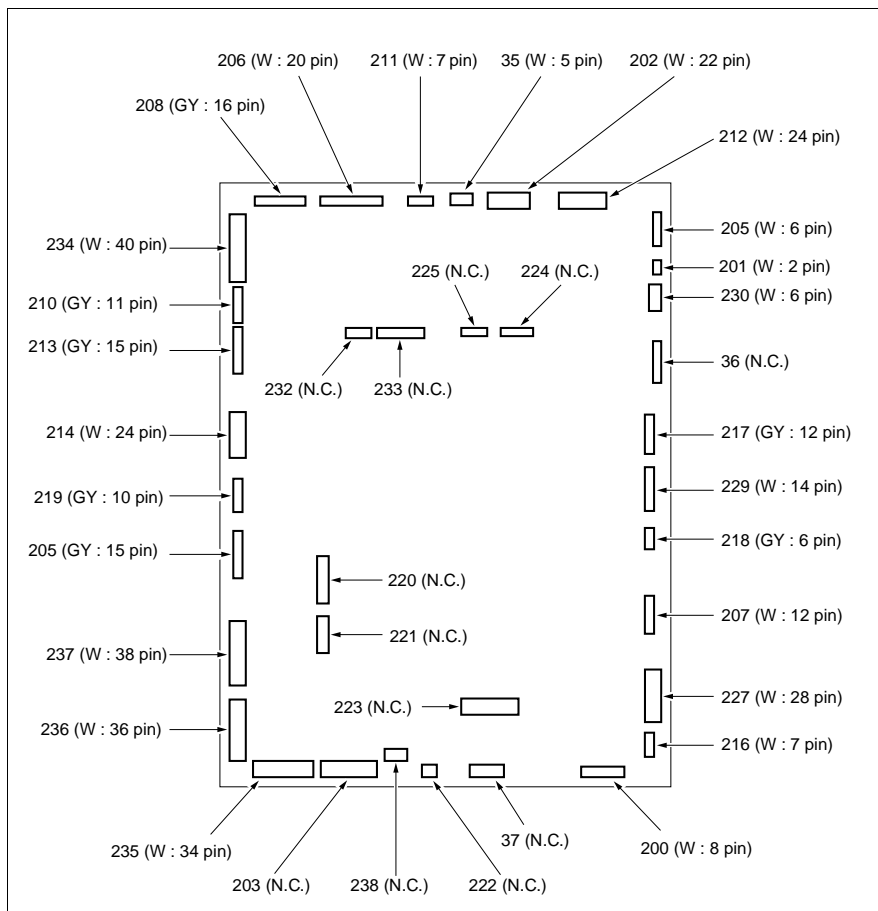 206 (W : 20 pin)
211 (W : 7 pin)
35 (W : 5 pin)
202 (W : 22 pin)
208 (GY : 16 pin)
212 (W : 24 pin)
234 (W : 40 pin)
205 (W : 6 pin)
201 (W : 2 pin)
225 (N.C.)
224 (N.C.)
210 (GY : 11 pin)
230 (W : 6 pin)
213 (GY : 15 pin)
232 (N.C.)
233 (N.C.)
36 (N.C.)
214 (W : 24 pin)
217 (GY : 12 pin)
219 (GY : 10 pin)
229 (W : 14 pin)
218 (GY : 6 pin)
205 (GY : 15 pin)
220 (N.C.)
207 (W : 12 pin)
221 (N.C.)
237 (W : 38 pin)
227 (W : 28 pin)
223 (N.C.)
236 (W : 36 pin)
216 (W : 7 pin)
37 (N.C.)
235 (W : 34 pin)
200 (W : 8 pin)
203 (N.C.)
238 (N.C.)
222 (N.C.)